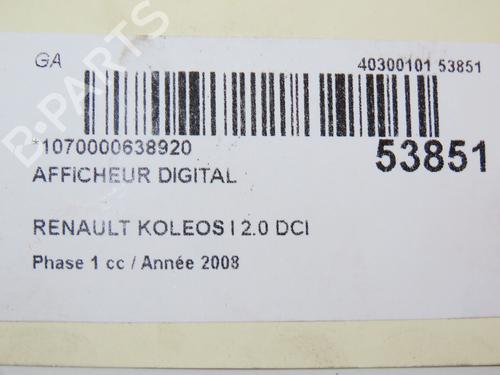 GA
40300101 53851
*1070000638920
53851
AFFICHEUR DIGITAL
RENAULT KOLEOS I 2.0 DCI
Phase 1 cc / Année 2008
B-PARTS